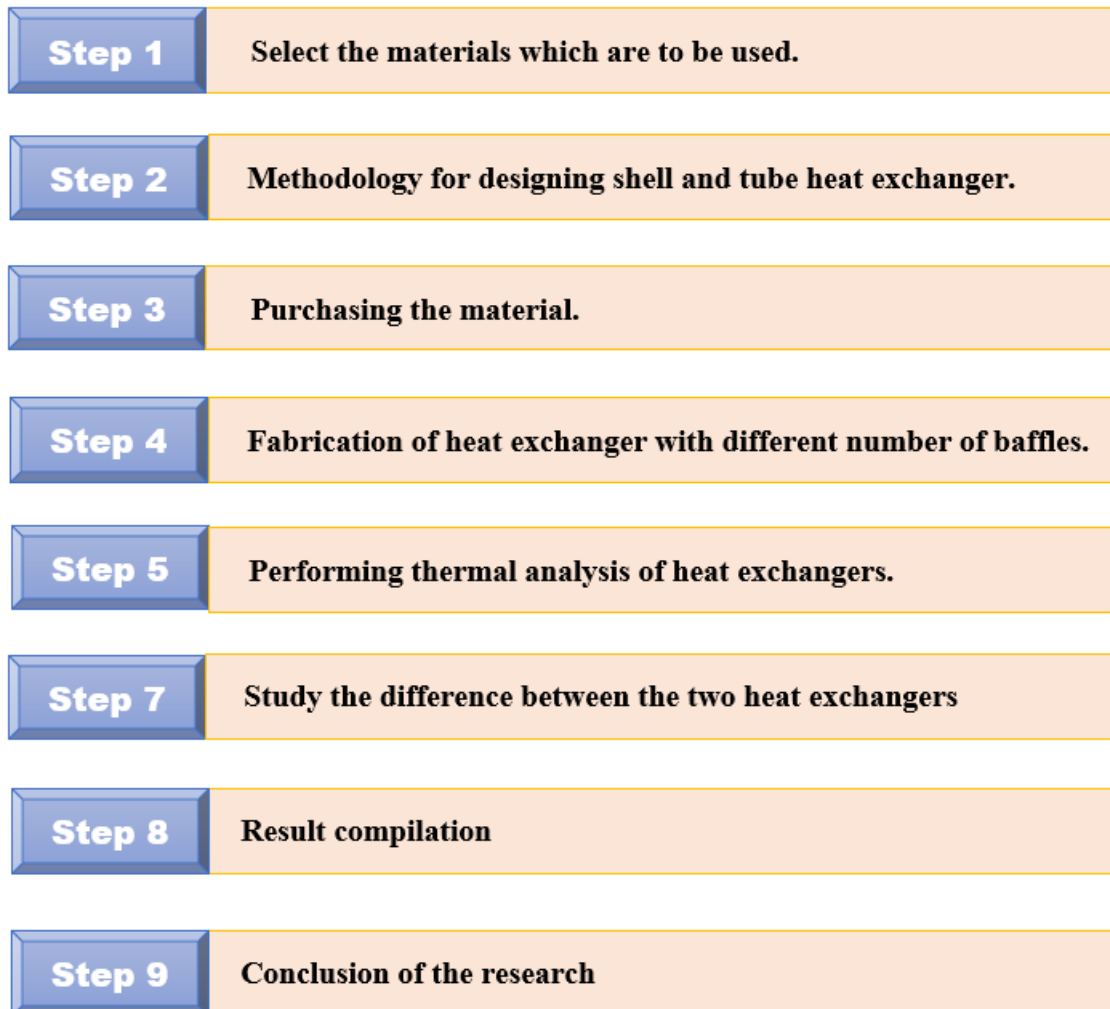 Step 1 Select the materials which are to be used.
Step 2 Methodology for designing shell and tube heat exchanger.
Step 3 Purchasing the material.
Step 4 Fabrication of heat exchanger with different number of baffles.
Step 5 Performing thermal analysis of heat exchangers.
Step 7 Study the difference between the two heat exchangers
Step 8 Result compilation
Step 9 Conclusion of the research